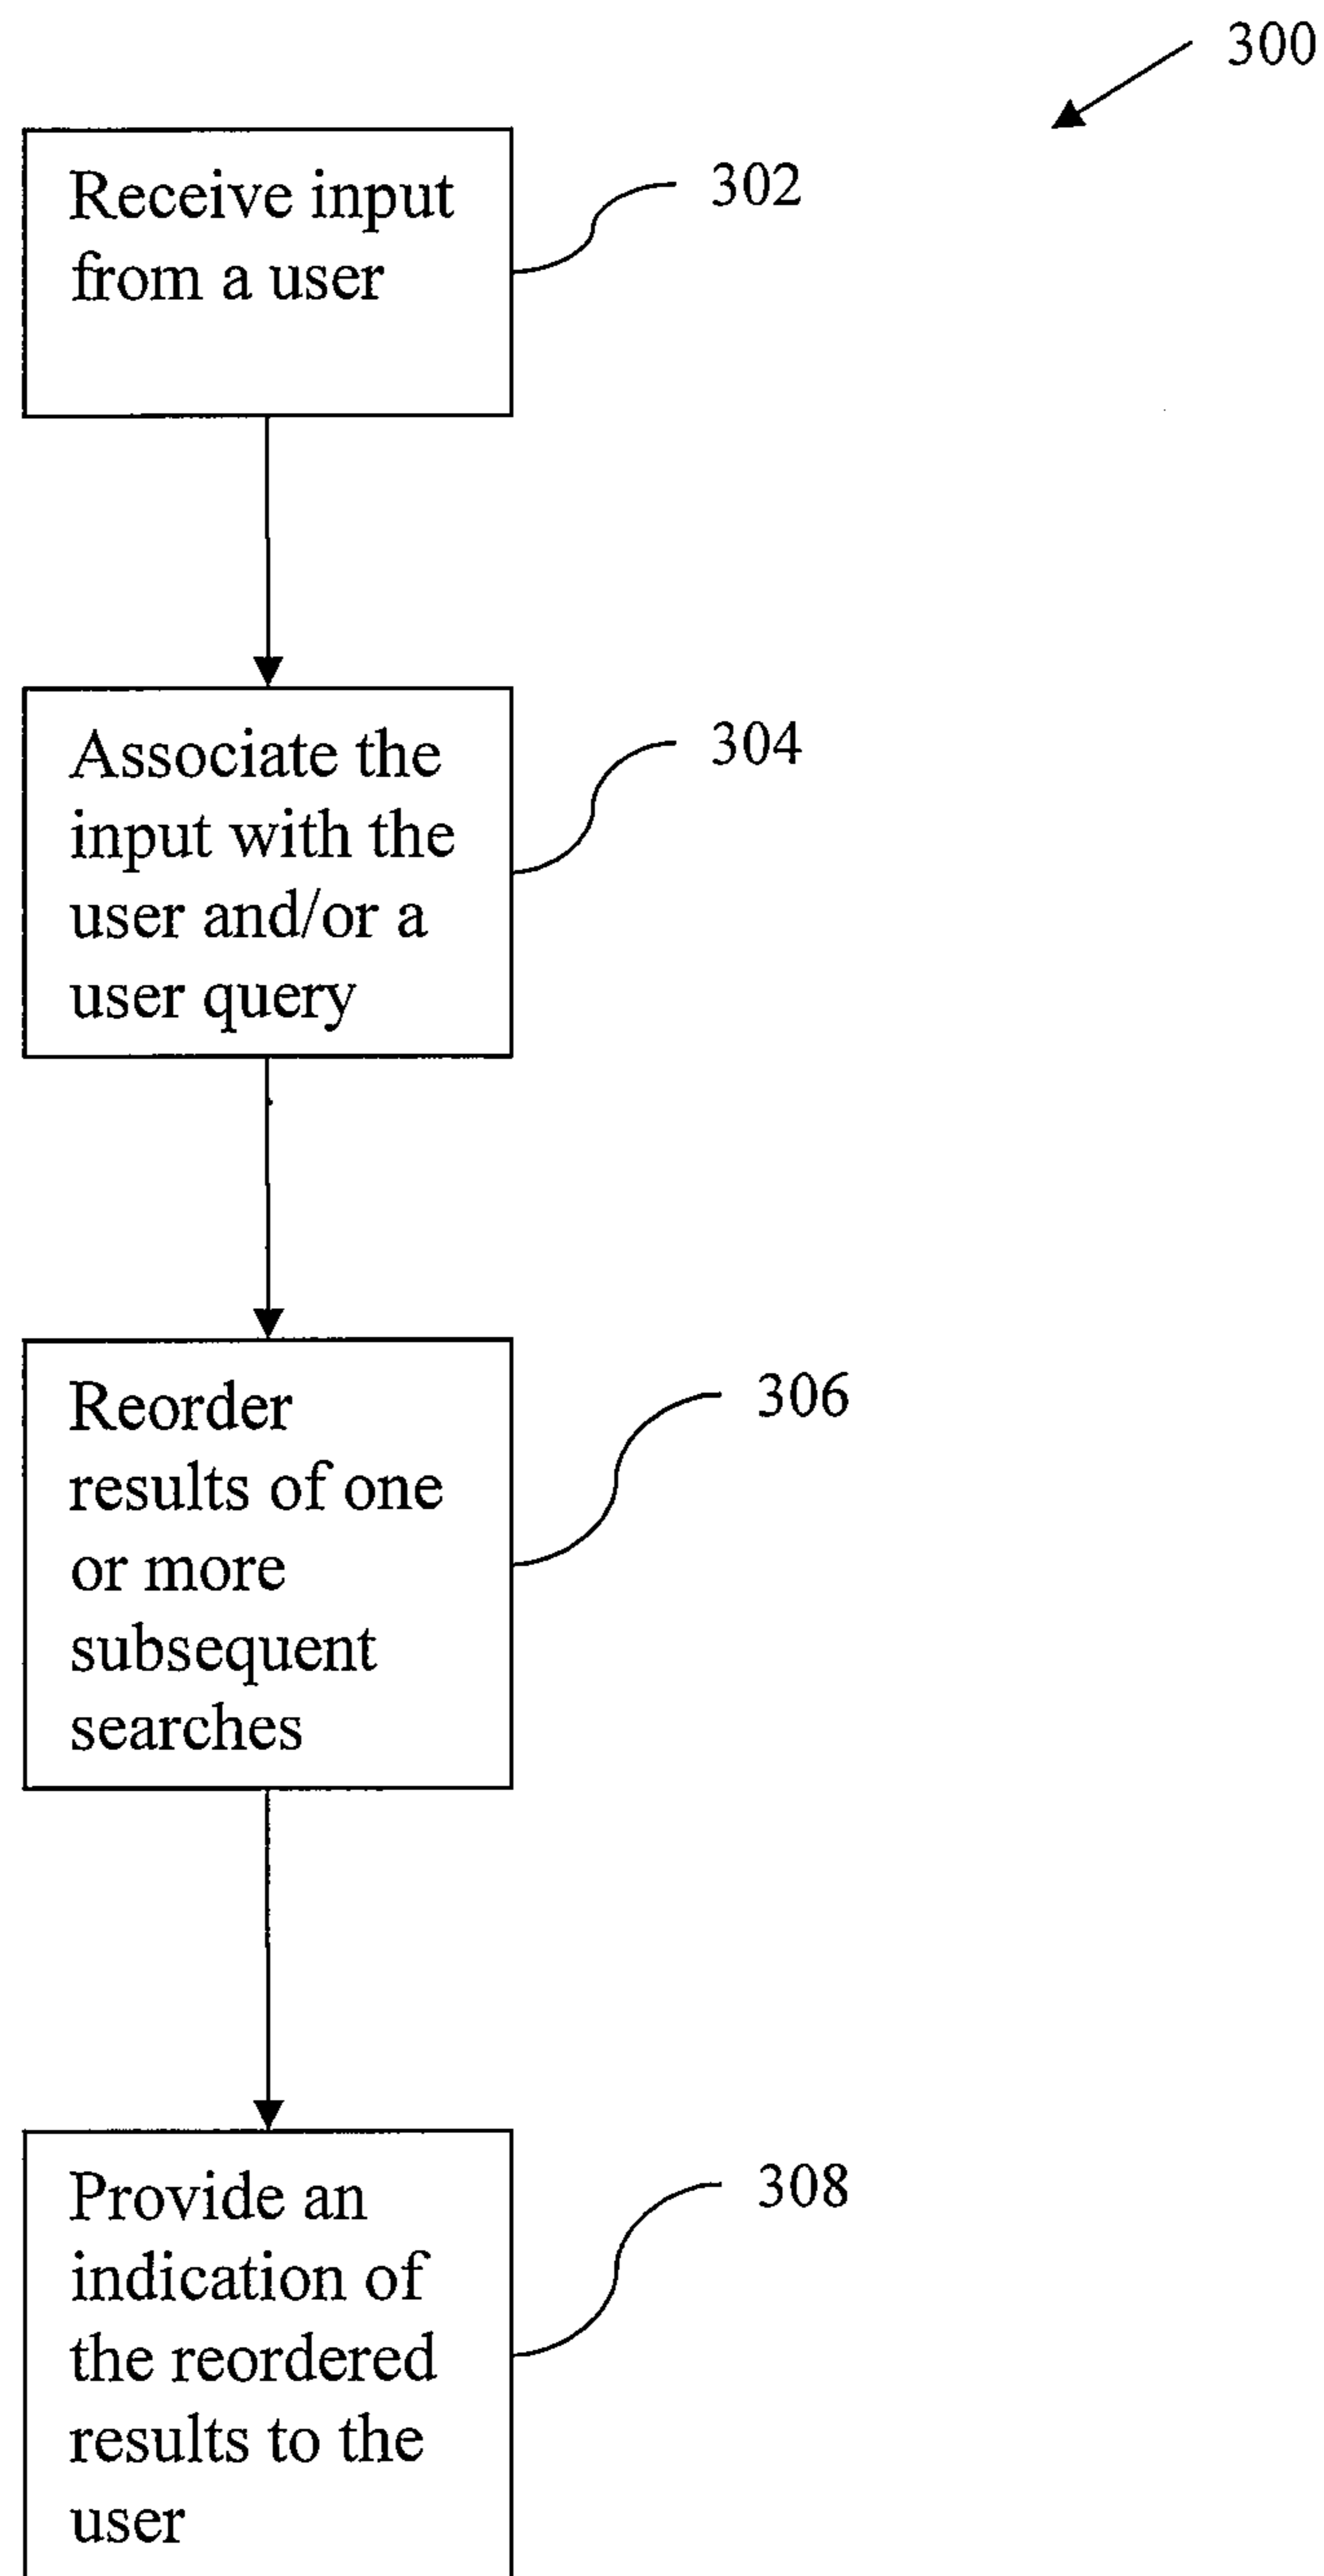 300
Receive input
from a user
302
Associate the
input with the
user and/or a
user query
304
Reorder
results of one
or more
subsequent
searches
306
Provide an
indication of
the reordered
results to the
user
308